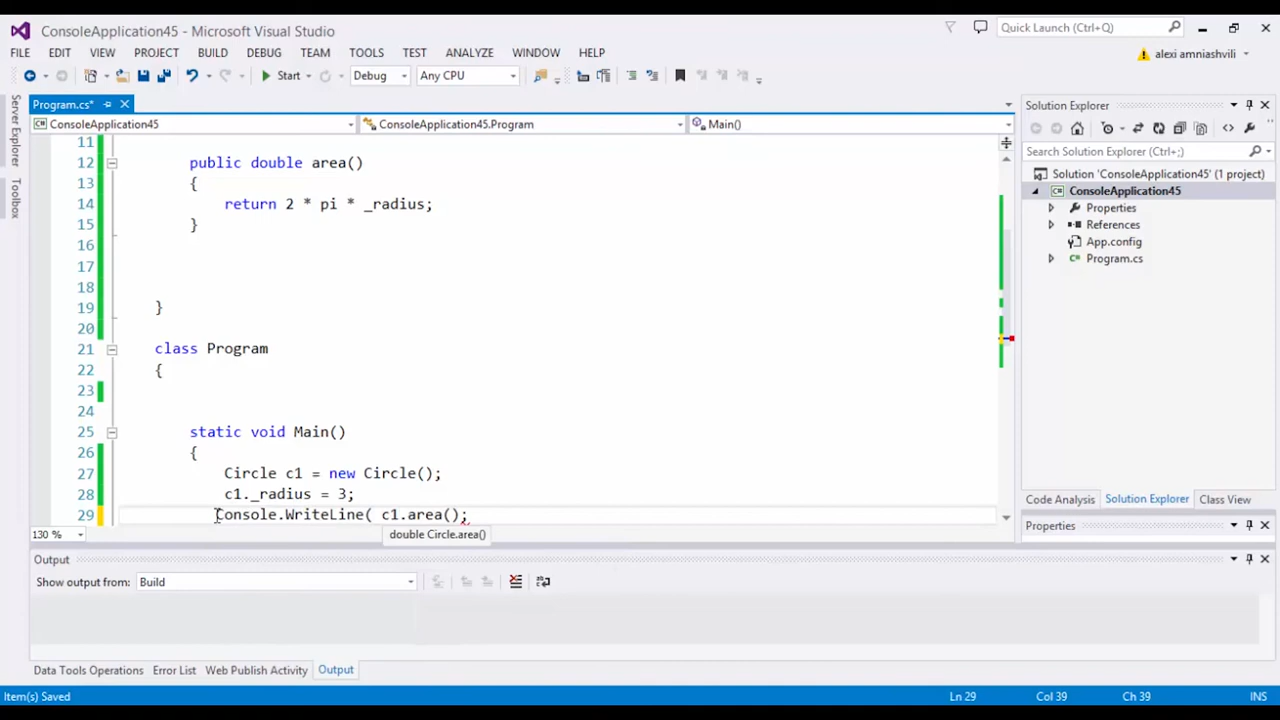 ConsoleApplication45 - Microsoft Visual Studio
Quick Launch (Ctrl+Q)
FILE EDIT VIEW PROJECT BUILD DEBUG TEAM TOOLS TEST ANALYZE WINDOW HELP
alexi amniashvili
Start Debug Any CPU
Server Explorer
Toolbox
Program.cs*
ConsoleApplication45 ConsoleApplication45.Program Main()
11
12 public double area()
13 {
14 return 2 * pi * _radius;
15 }
16
17
18
19 }
20
21 class Program
22 {
23
24
25 static void Main()
26 {
27 Circle c1 = new Circle();
28 c1._radius = 3;
29 Console.WriteLine( c1.area();
double Circle.area()
130 %
Solution Explorer
Search Solution Explorer (Ctrl+;)
Solution 'ConsoleApplication45' (1 project)
ConsoleApplication45
Properties
References
App.config
Program.cs
Code Analysis Solution Explorer Class View
Properties
Output
Show output from: Build
Data Tools Operations Error List Web Publish Activity Output
Item(s) Saved Ln 29 Col 39 Ch 39 INS